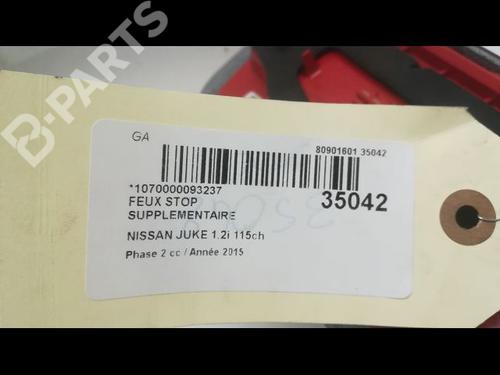 B-PARTS
GA
80901601 35042
*1070000093237
FEUX STOP
SUPPLEMENTAIRE
35042
35042
NISSAN JUKE 1.2i 115ch
Phase 2 cc / Année 2015